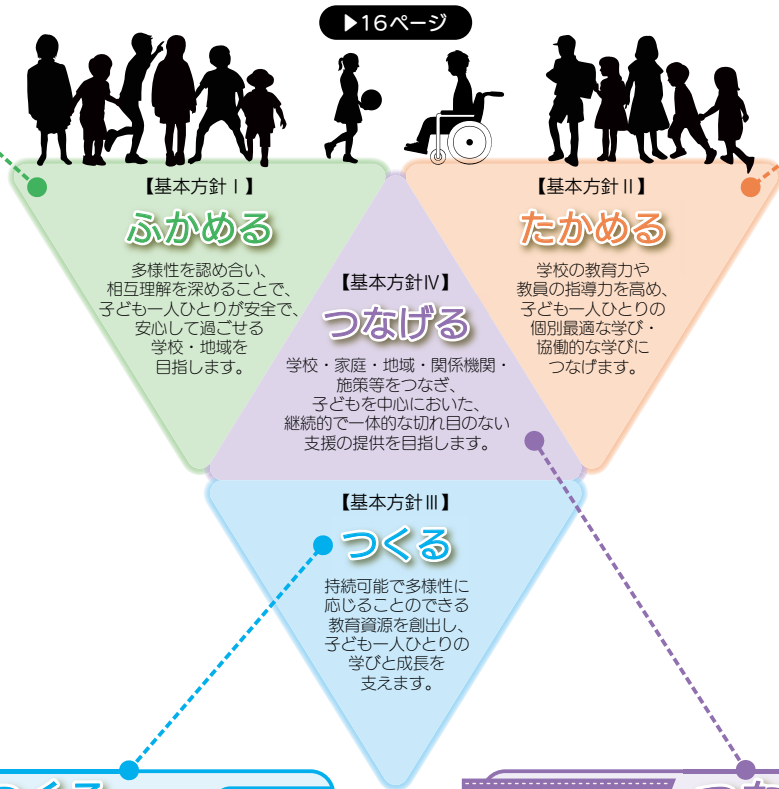 ▶16ページ
【基本方針Ⅰ】
ふかめる
多様性を認め合い、
相互理解を深めることで、
子ども一人ひとりが安全で、
安心して過ごせる
学校・地域を
目指します。
【基本方針Ⅱ】
たかめる
学校の教育力や
教員の指導力を高め、
子ども一人ひとりの
個別最適な学び・
協働的な学びに
つなげます。
【基本方針Ⅳ】
つなげる
学校・家庭・地域・関係機関・
施策等をつなぎ、
子どもを中心においた、
継続的で一体的な切れ目のない
支援の提供を目指します。
【基本方針Ⅲ】
つくる
持続可能で多様性に
応じることのできる
教育資源を創出し、
子ども一人ひとりの
学びと成長を
支えます。